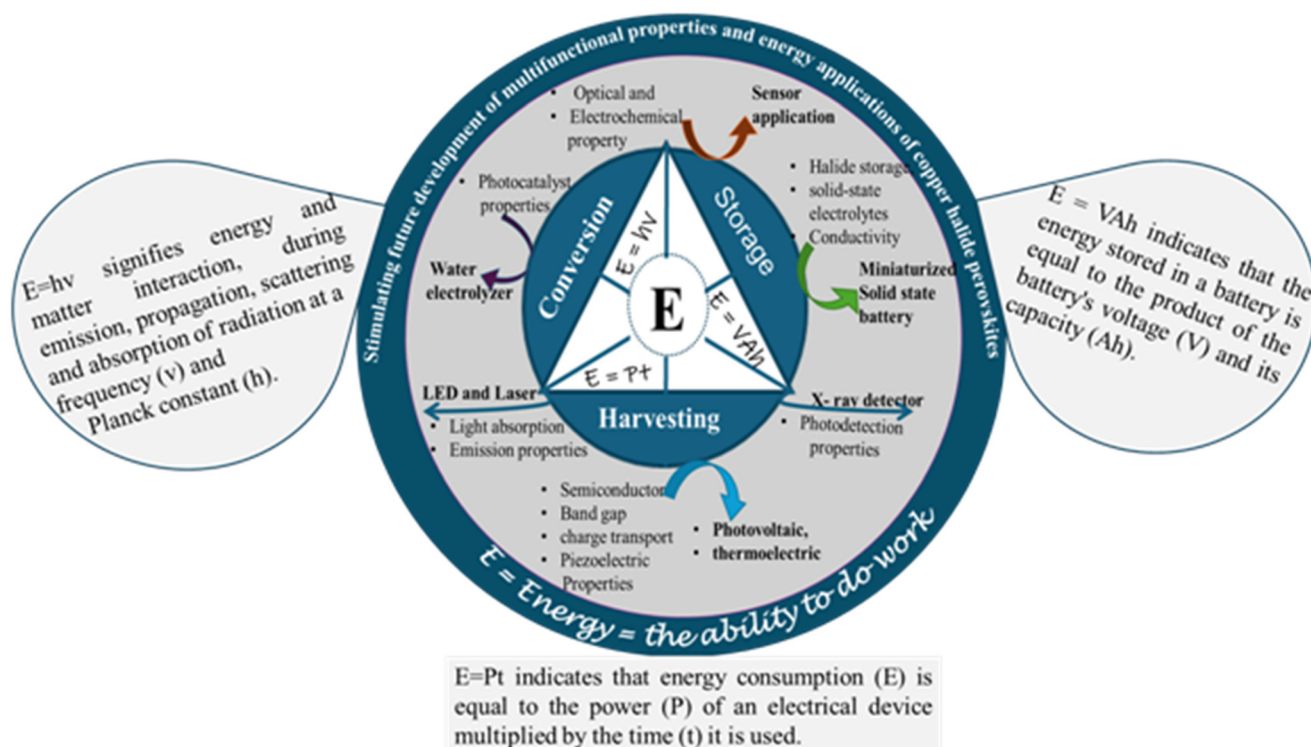 Stimulating future development of multifunctional properties and energy applications of copper halide perovskites
• Optical and
• Electrochemical
property
Sensor
application
• Photocatalyst
properties
• Halide storage
• solid-state
electrolytes
• Conductivity
Water
electrolyzer
Miniaturized
Solid state
battery
Conversion
Storage
Harvesting
E = hv
E = VAh
E = Pt
E
LED and Laser
• Light absorption
• Emission properties
X- ray detector
• Photodetection
properties
• Semiconductor
• Band gap
• charge transport
• Piezoelectric
Properties
• Photovoltaic,
• thermoelectric
E = Energy = the ability to do work
E=hv signifies energy and
matter interaction, during
emission, propagation, scattering
and absorption of radiation at a
frequency (v) and
Planck constant (h).
E = VAh indicates that the
energy stored in a battery is
equal to the product of the
battery's voltage (V) and its
capacity (Ah).
E=Pt indicates that energy consumption (E) is
equal to the power (P) of an electrical device
multiplied by the time (t) it is used.